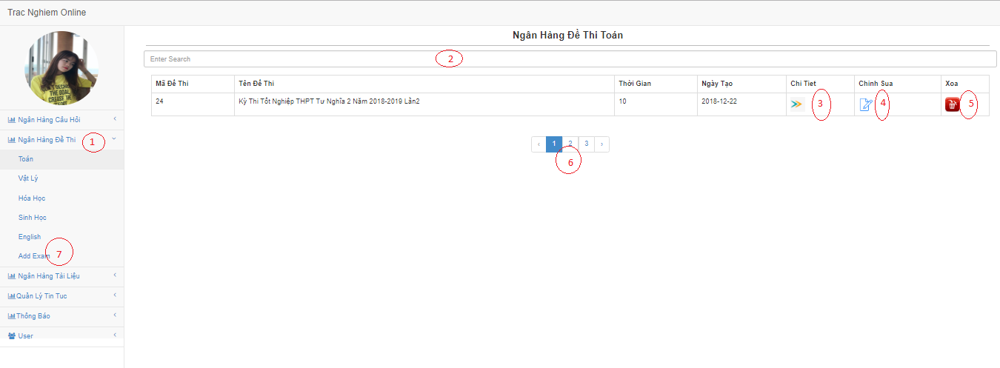 Trac Nghiem Online
Ngân Hàng Đề Thi Toán
Enter Search
2
Mã Đề Thi Tên Đề Thi Thời Gian Ngày Tạo Chi Tiet Chinh Sua Xoa
24 Kỳ Thi Tốt Nghiệp THPT Tư Nghĩa 2 Năm 2018-2019 Lần2 10 2018-12-22 3 4 5
‹ 1 2 3 ›
6
Ngân Hàng Câu Hỏi
Ngân Hàng Đề Thi 1
Toán
Vật Lý
Hóa Học
Sinh Học
English
Add Exam 7
Ngân Hàng Tài Liệu
Quản Lý Tin Tuc
Thông Báo
User